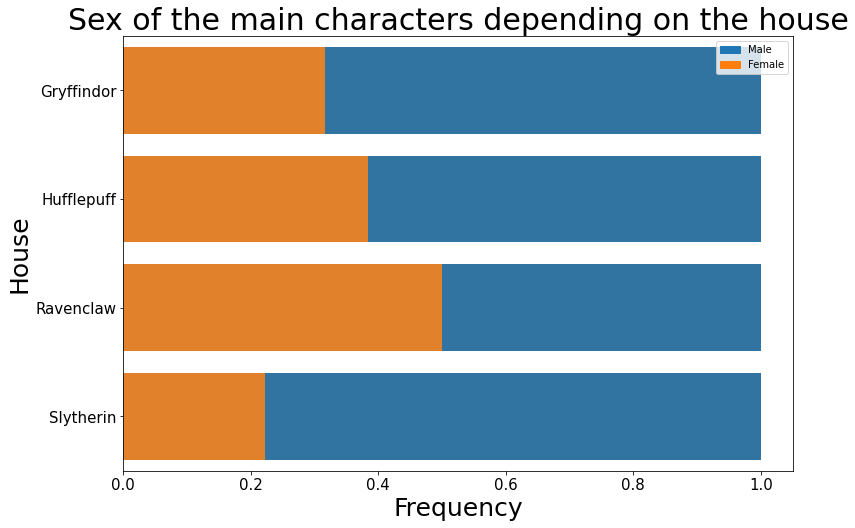 Sex of the main characters depending on the house
Male
Female
Gryffindor
Hufflepuff
Ravenclaw
Slytherin
House
0.0 0.2 0.4 0.6 0.8 1.0
Frequency